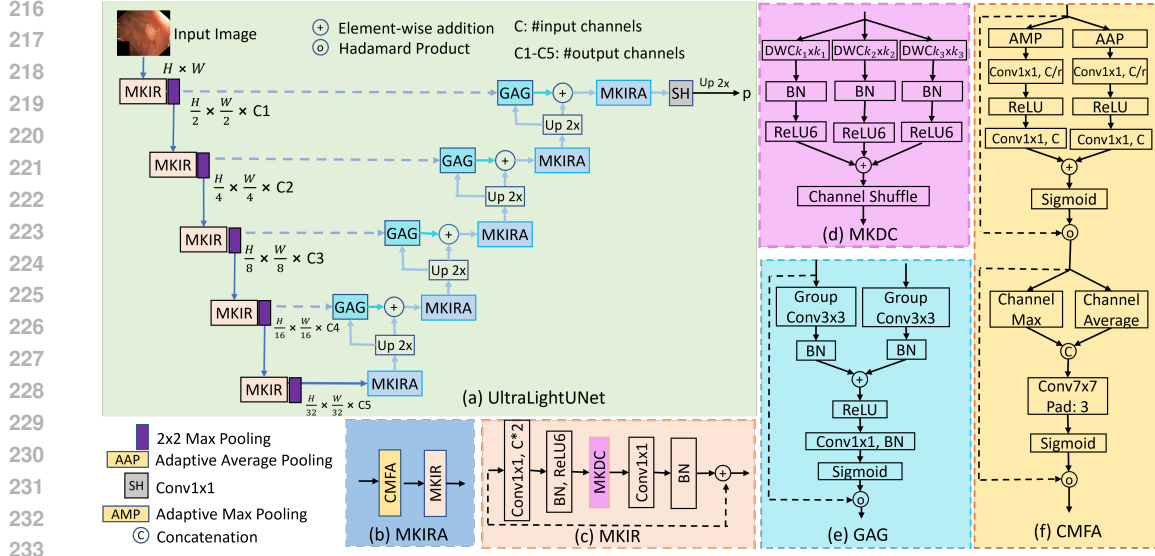 216
217
218
219
220
221
222
223
224
225
226
227
228
229
230
231
232
233
Input Image
+ Element-wise addition
o Hadamard Product
C: #input channels
C1-C5: #output channels
H × W
MKIR
H/2 × W/2 × C1
GAG
+
MKIRA
SH
Up 2x
p
Up 2x
MKIR
H/4 × W/4 × C2
GAG
+
MKIRA
Up 2x
MKIR
H/8 × W/8 × C3
GAG
+
MKIRA
Up 2x
MKIR
H/16 × W/16 × C4
GAG
+
MKIRA
Up 2x
MKIR
H/32 × W/32 × C5
MKIRA
(a) UltraLightUNet
2x2 Max Pooling
AAP Adaptive Average Pooling
SH Conv1x1
AMP Adaptive Max Pooling
C Concatenation
CMFA
MKIR
(b) MKIRA
Conv1x1, C*2
BN, ReLU6
MKDC
Conv1x1
BN
+
(c) MKIR
DWCk1xk1 DWCk2xk2 DWCk3xk3
BN BN BN
ReLU6 ReLU6 ReLU6
+
Channel Shuffle
(d) MKDC
Group Conv3x3
Group Conv3x3
BN BN
+
ReLU
Conv1x1, BN
Sigmoid
o
(e) GAG
AMP AAP
Conv1x1, C/r Conv1x1, C/r
ReLU ReLU
Conv1x1, C Conv1x1, C
+
Sigmoid
o
Channel Max
Channel Average
C
Conv7x7
Pad: 3
Sigmoid
o
(f) CMFA